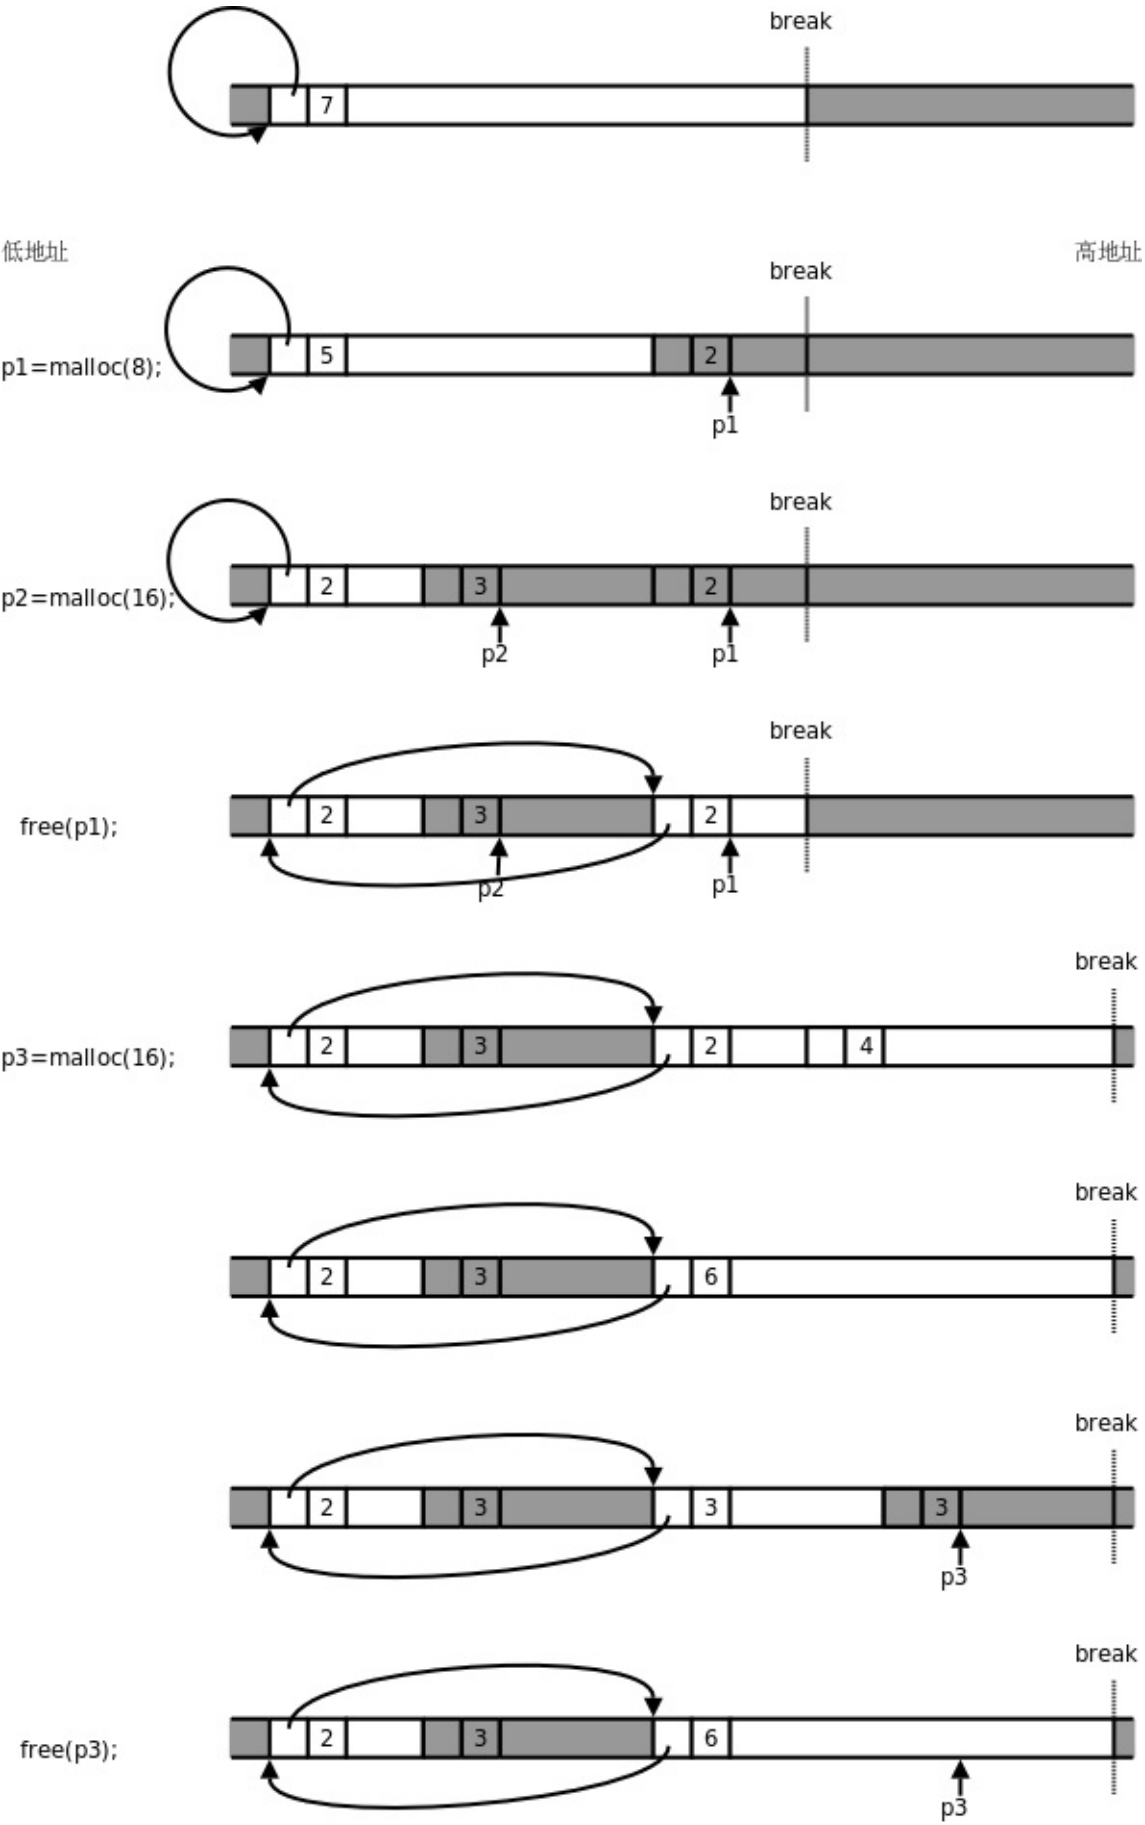 break
7
低地址
高地址
break
p1=malloc(8);
5
2
p1
break
p2=malloc(16);
2
3
2
p2
p1
break
free(p1);
2
3
2
p2
p1
break
p3=malloc(16);
2
3
2
4
break
2
3
6
break
2
3
3
3
p3
break
free(p3);
2
3
6
p3